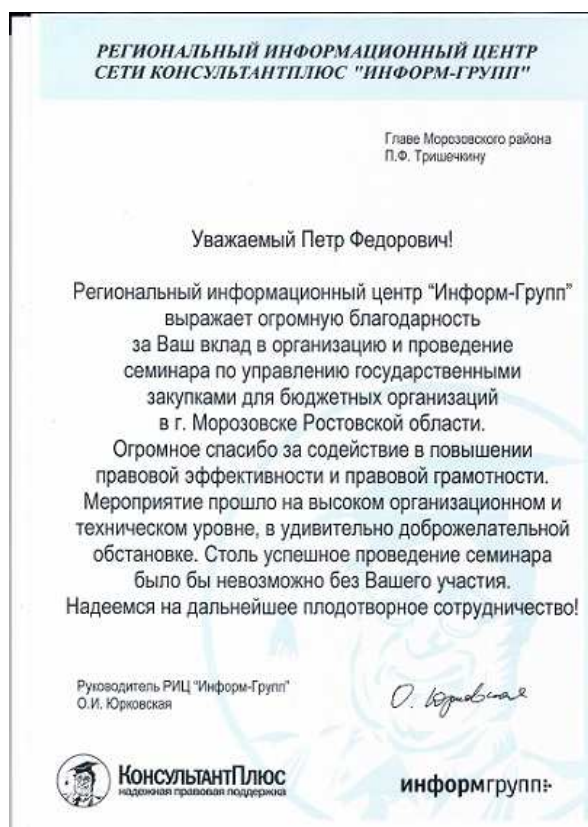 РЕГИОНАЛЬНЫЙ ИНФОРМАЦИОННЫЙ ЦЕНТР
СЕТИ КОНСУЛЬТАНТПЛЮС "ИНФОРМ-ГРУПП"
Главе Морозовского района
П.Ф. Тришечкину
Уважаемый Петр Федорович!
Региональный информационный центр "Информ-Групп"
выражает огромную благодарность
за Ваш вклад в организацию и проведение
семинара по управлению государственными
закупками для бюджетных организаций
в г. Морозовске Ростовской области.
Огромное спасибо за содействие в повышении
правовой эффективности и правовой грамотности.
Мероприятие прошло на высоком организационном и
техническом уровне, в удивительно доброжелательной
обстановке. Столь успешное проведение семинара
было бы невозможно без Вашего участия.
Надеемся на дальнейшее плодотворное сотрудничество!
Руководитель РИЦ "Информ-Групп"
О.И. Юрковская
О. Юрковская
КОНСУЛЬТАНТПЛЮС
надежная правовая поддержка
информгрупп